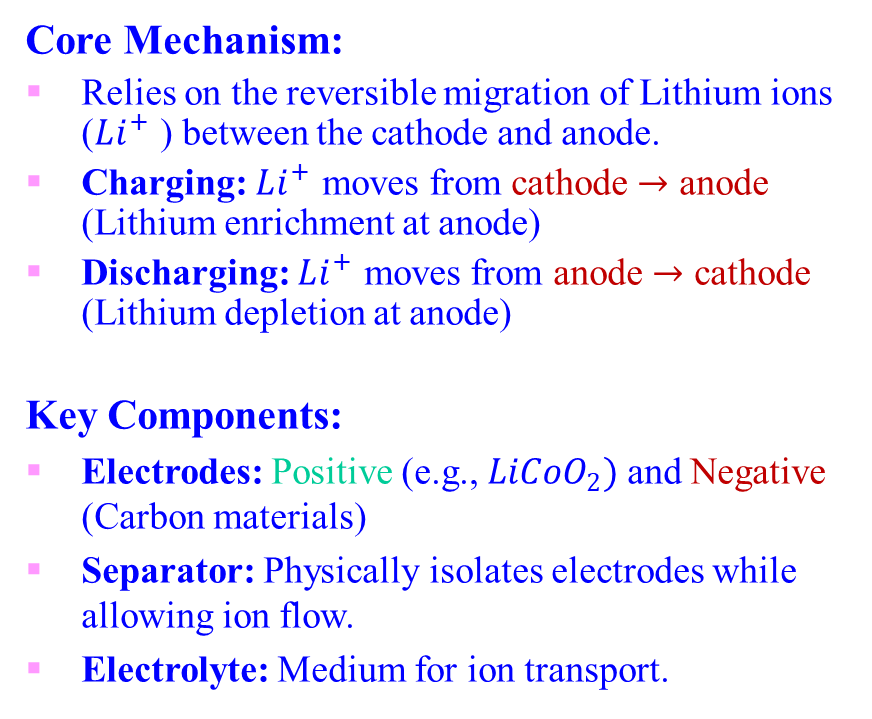 Core Mechanism:
▪ Relies on the reversible migration of Lithium ions
(Li⁺ ) between the cathode and anode.
▪ Charging: Li⁺ moves from cathode → anode
(Lithium enrichment at anode)
▪ Discharging: Li⁺ moves from anode → cathode
(Lithium depletion at anode)
Key Components:
▪ Electrodes: Positive (e.g., LiCoO₂) and Negative
(Carbon materials)
▪ Separator: Physically isolates electrodes while
allowing ion flow.
▪ Electrolyte: Medium for ion transport.